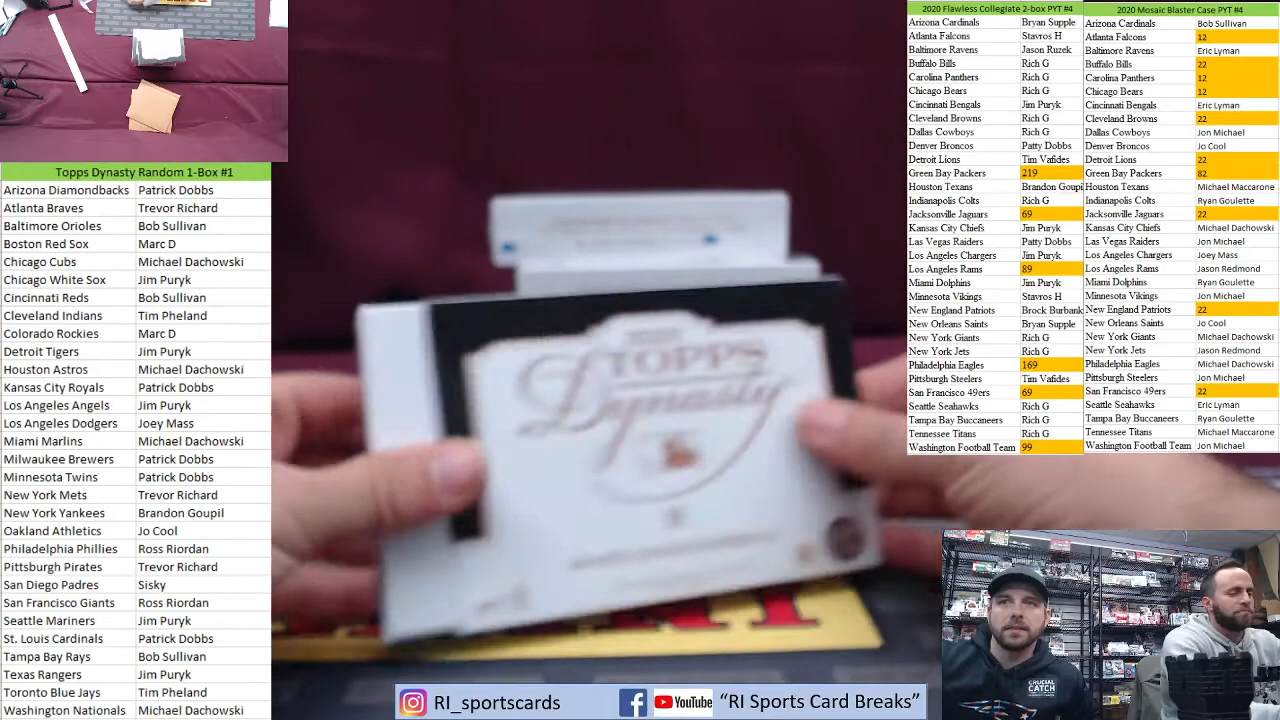 Topps Dynasty Random 1-Box #1
Arizona Diamondbacks Patrick Dobbs
Atlanta Braves Trevor Richard
Baltimore Orioles Bob Sullivan
Boston Red Sox Marc D
Chicago Cubs Michael Dachowski
Chicago White Sox Jim Puryk
Cincinnati Reds Bob Sullivan
Cleveland Indians Tim Pheland
Colorado Rockies Marc D
Detroit Tigers Jim Puryk
Houston Astros Michael Dachowski
Kansas City Royals Patrick Dobbs
Los Angeles Angels Jim Puryk
Los Angeles Dodgers Joey Mass
Miami Marlins Michael Dachowski
Milwaukee Brewers Patrick Dobbs
Minnesota Twins Patrick Dobbs
New York Mets Trevor Richard
New York Yankees Brandon Goupil
Oakland Athletics Jo Cool
Philadelphia Phillies Ross Riordan
Pittsburgh Pirates Trevor Richard
San Diego Padres Sisky
San Francisco Giants Ross Riordan
Seattle Mariners Jim Puryk
St. Louis Cardinals Patrick Dobbs
Tampa Bay Rays Bob Sullivan
Texas Rangers Jim Puryk
Toronto Blue Jays Tim Pheland
Washington Nationals Michael Dachowski
TOPPS
Dynasty
RI_sportscards
YouTube "RI Sports Card Breaks"
2020 Flawless Collegiate 2-box PYT #4
Arizona Cardinals Bryan Supple
Atlanta Falcons Stavros H
Baltimore Ravens Jason Ruzek
Buffalo Bills Rich G
Carolina Panthers Rich G
Chicago Bears Rich G
Cincinnati Bengals Jim Puryk
Cleveland Browns Rich G
Dallas Cowboys Rich G
Denver Broncos Patty Dobbs
Detroit Lions Tim Vafides
Green Bay Packers 219
Houston Texans Brandon Goupi
Indianapolis Colts Rich G
Jacksonville Jaguars 69
Kansas City Chiefs Jim Puryk
Las Vegas Raiders Patty Dobbs
Los Angeles Chargers Jim Puryk
Los Angeles Rams 89
Miami Dolphins Jim Puryk
Minnesota Vikings Stavros H
New England Patriots Brock Burbank
New Orleans Saints Bryan Supple
New York Giants Rich G
New York Jets Rich G
Philadelphia Eagles 169
Pittsburgh Steelers Tim Vafides
San Francisco 49ers 69
Seattle Seahawks Rich G
Tampa Bay Buccaneers Rich G
Tennessee Titans Rich G
Washington Football Team 99
2020 Mosaic Blaster Case PYT #4
Arizona Cardinals Bob Sullivan
Atlanta Falcons 12
Baltimore Ravens Eric Lyman
Buffalo Bills 22
Carolina Panthers 12
Chicago Bears 12
Cincinnati Bengals Eric Lyman
Cleveland Browns 22
Dallas Cowboys Jon Michael
Denver Broncos Jo Cool
Detroit Lions 22
Green Bay Packers 82
Houston Texans Michael Maccarone
Indianapolis Colts Ryan Goulette
Jacksonville Jaguars 22
Kansas City Chiefs Michael Dachowski
Las Vegas Raiders Jon Michael
Los Angeles Chargers Joey Mass
Los Angeles Rams Jason Redmond
Miami Dolphins Ryan Goulette
Minnesota Vikings Jon Michael
New England Patriots 22
New Orleans Saints Jo Cool
New York Giants Michael Dachowski
New York Jets Jason Redmond
Philadelphia Eagles Michael Dachowski
Pittsburgh Steelers Jon Michael
San Francisco 49ers 22
Seattle Seahawks Eric Lyman
Tampa Bay Buccaneers Ryan Goulette
Tennessee Titans Michael Maccarone
Washington Football Team Jon Michael
CRUCIAL
CATCH